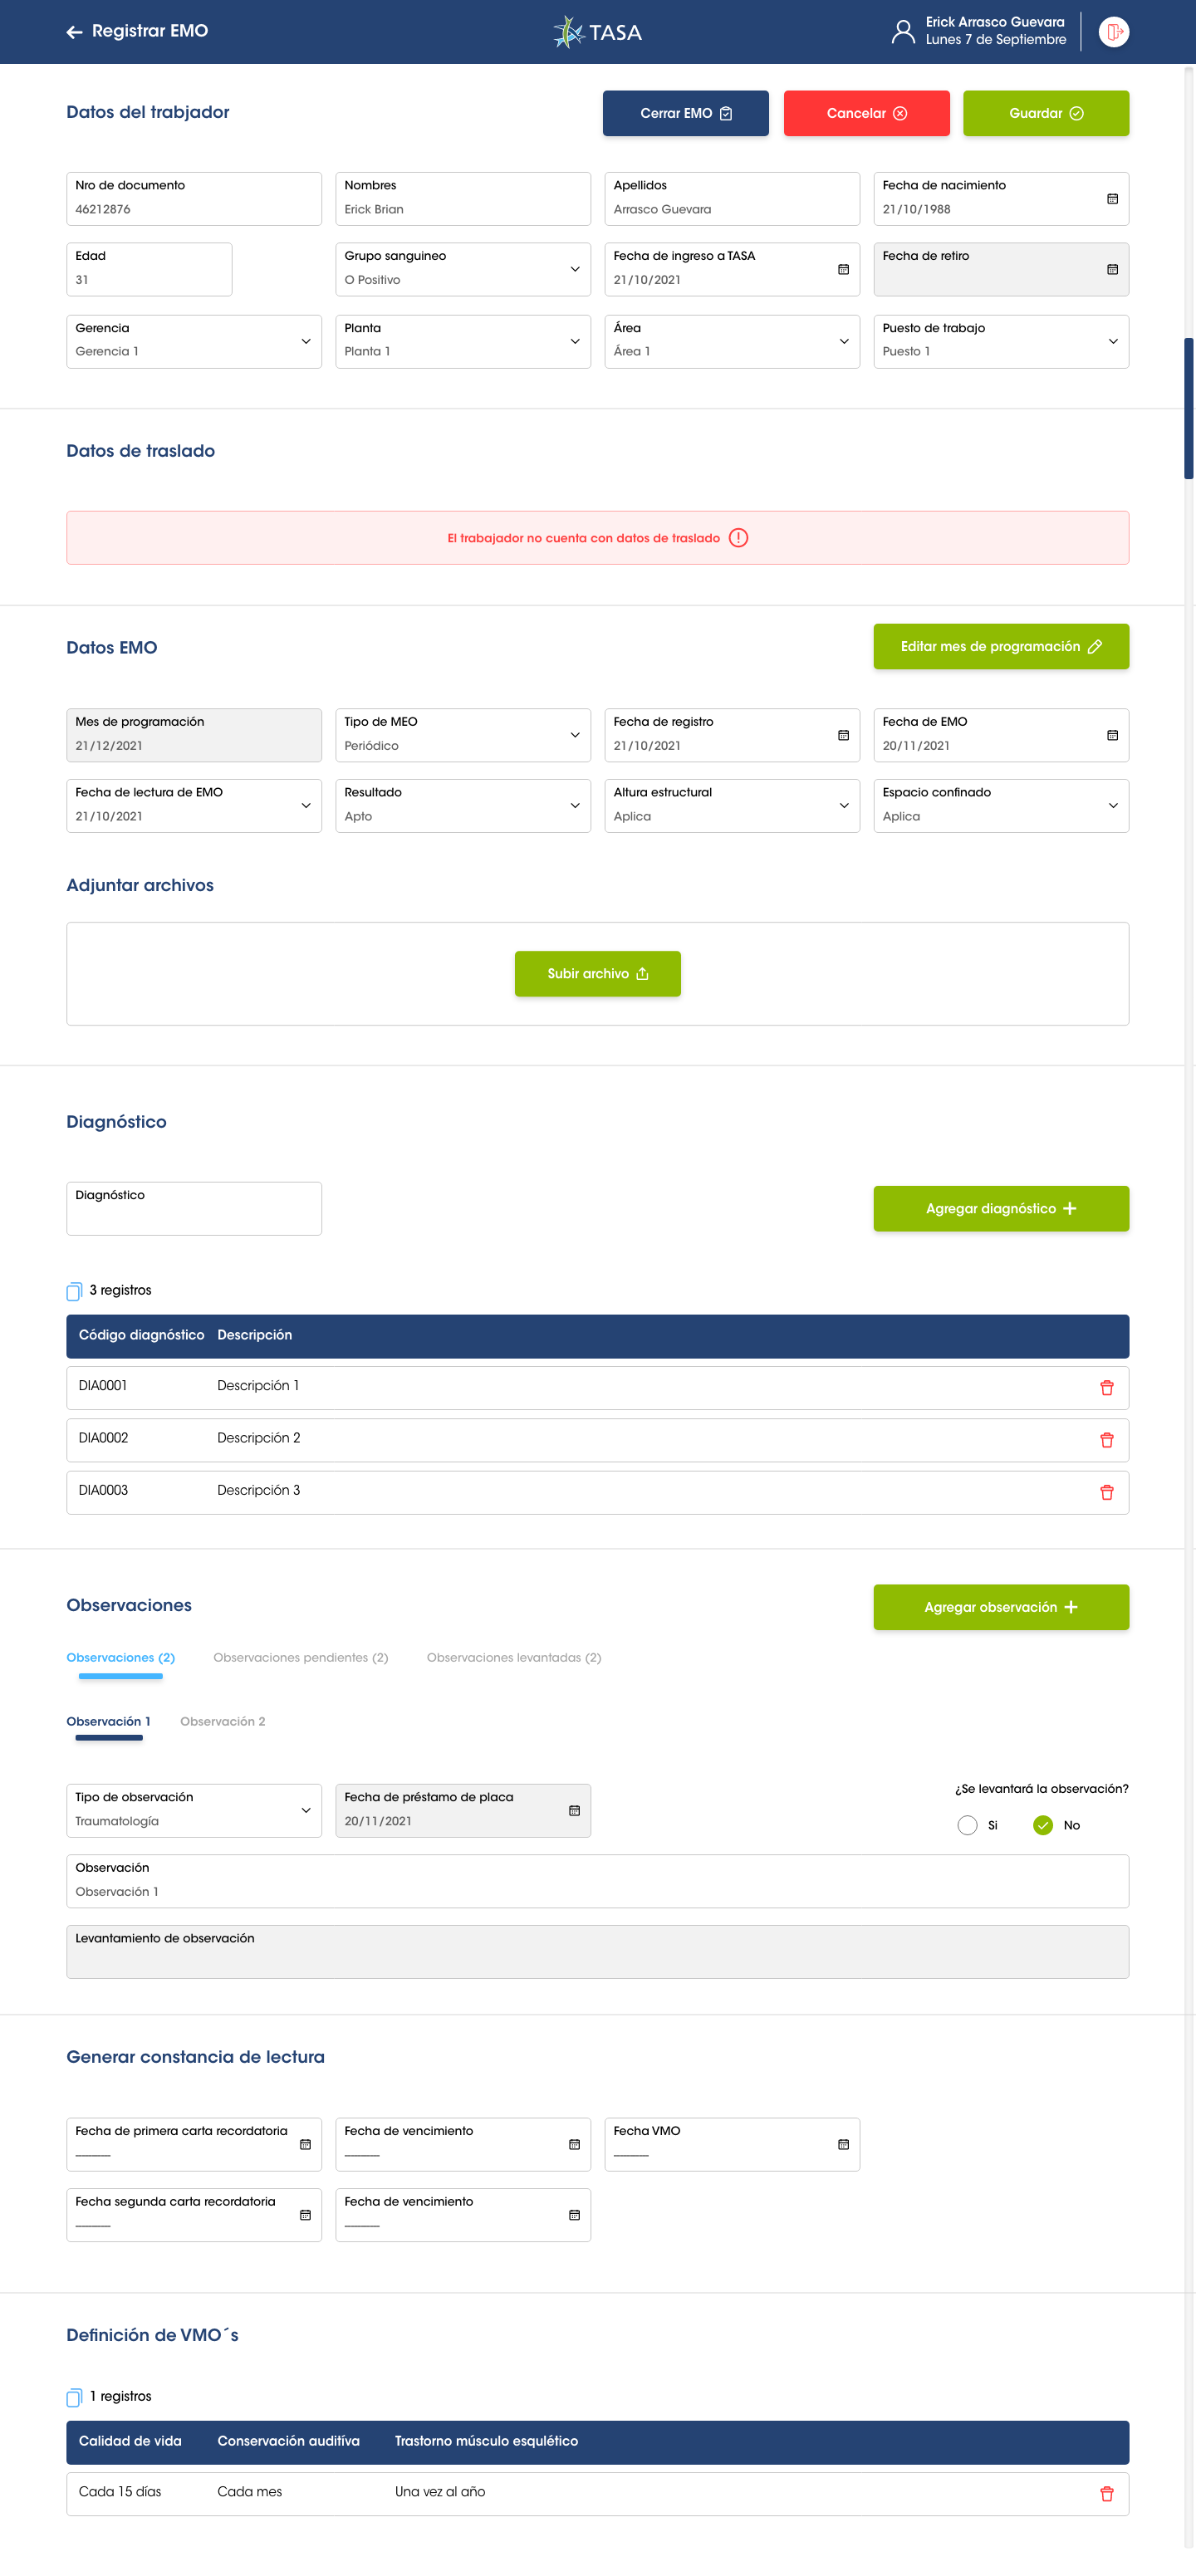 Registrar EMO
TASA
Erick Arrasco Guevara
Lunes 7 de Septiembre
Datos del trabjador
Cerrar EMO
Cancelar
Guardar
Nro de documento
Nombres
Apellidos
Fecha de nacimiento
46212876
Erick Brian
Arrasco Guevara
21/10/1988
Edad
Grupo sanguineo
Fecha de ingreso a TASA
Fecha de retiro
31
O Positivo
21/10/2021
Gerencia
Planta
Área
Puesto de trabajo
Gerencia 1
Planta 1
Área 1
Puesto 1
Datos de traslado
El trabajador no cuenta con datos de traslado
Datos EMO
Editar mes de programación
Mes de programación
Tipo de MEO
Fecha de registro
Fecha de EMO
21/12/2021
Periódico
21/10/2021
20/11/2021
Fecha de lectura de EMO
Resultado
Altura estructural
Espacio confinado
21/10/2021
Apto
Aplica
Aplica
Adjuntar archivos
Subir archivo
Diagnóstico
Diagnóstico
Agregar diagnóstico
3 registros
Código diagnóstico Descripción
DIA0001 Descripción 1
DIA0002 Descripción 2
DIA0003 Descripción 3
Observaciones
Agregar observación
Observaciones (2) Observaciones pendientes (2) Observaciones levantadas (2)
Observación 1 Observación 2
Tipo de observación
Fecha de préstamo de placa
¿Se levantará la observación?
Traumatología
20/11/2021
Si No
Observación
Observación 1
Levantamiento de observación
Generar constancia de lectura
Fecha de primera carta recordatoria
Fecha de vencimiento
Fecha VMO
Fecha segunda carta recordatoria
Fecha de vencimiento
Definición de VMO´s
1 registros
Calidad de vida Conservación auditíva Trastorno músculo esqulético
Cada 15 días Cada mes Una vez al año